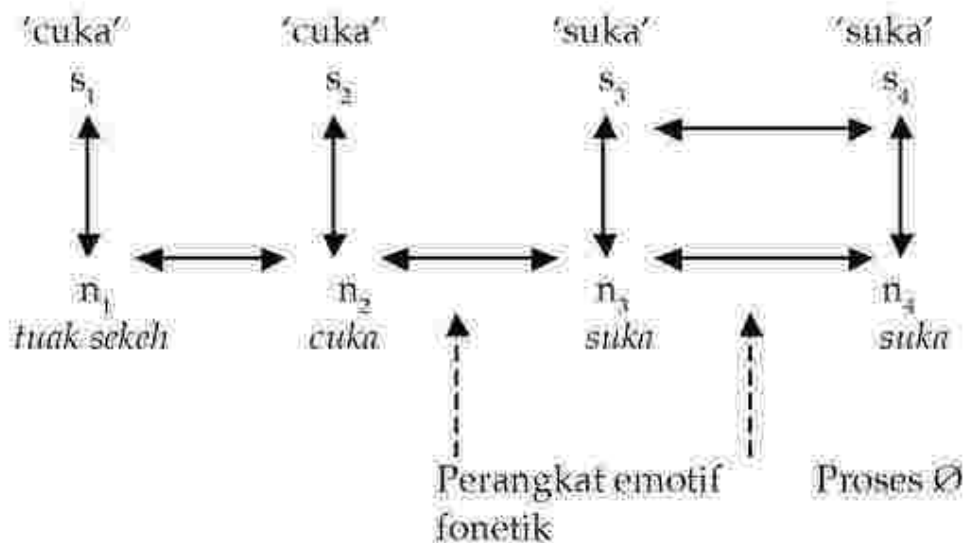 'cuka' 'cuka' 'suka' 'suka'
s₁ s₂ s₃ s₄
n₁ n₂ n₃ n₄
tuak sekeh cuka suka suka
Perangkat emotif Proses Ø
fonetik